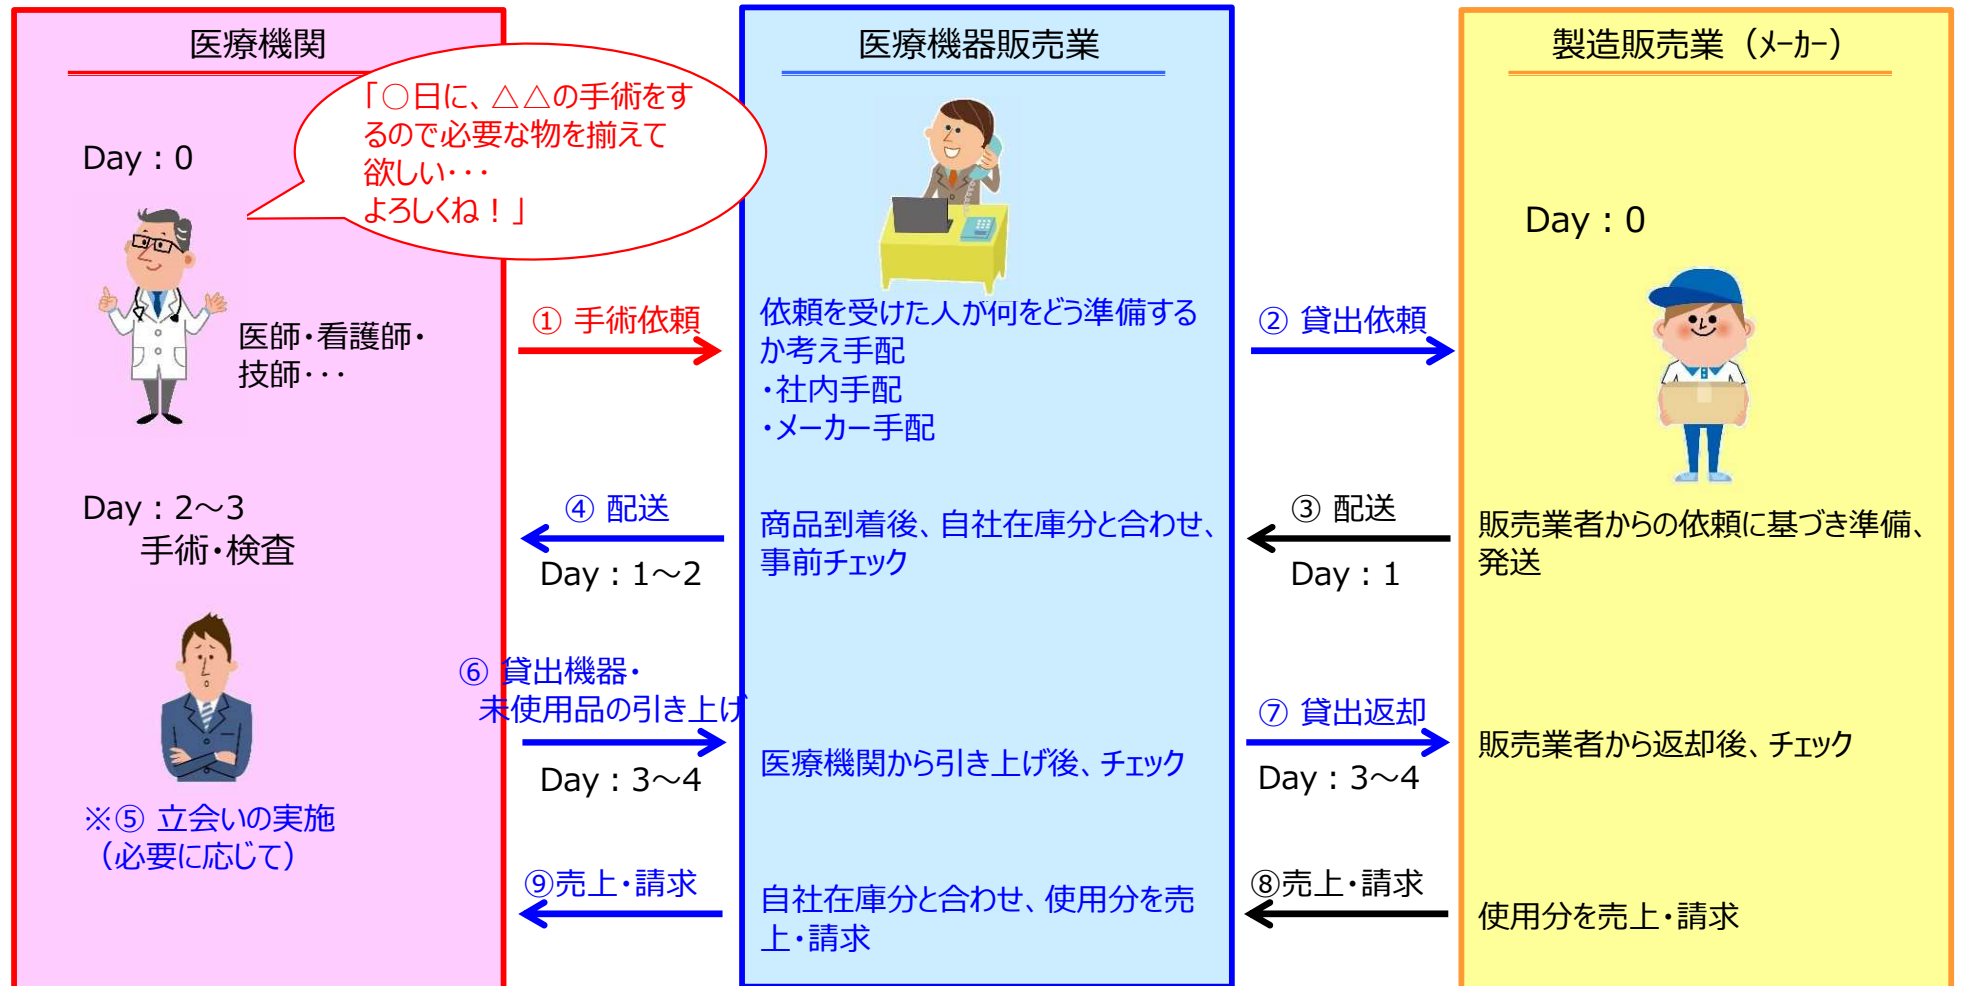 医療機関
「○日に、△△の手術をす
るので必要な物を揃えて
欲しい・・・
よろしくね！」
Day：0
医師・看護師・
技師・・・
Day：2～3
手術・検査
※⑤ 立会いの実施
（必要に応じて）
① 手術依頼
④ 配送
Day：1～2
⑥ 貸出機器・
未使用品の引き上げ
Day：3～4
⑨売上・請求
医療機器販売業
依頼を受けた人が何をどう準備する
か考え手配
・社内手配
・メーカー手配
商品到着後、自社在庫分と合わせ、
事前チェック
医療機関から引き上げ後、チェック
自社在庫分と合わせ、使用分を売
上・請求
② 貸出依頼
③ 配送
Day：1
⑦ 貸出返却
Day：3～4
⑧売上・請求
製造販売業（メーカー）
Day：0
販売業者からの依頼に基づき準備、
発送
販売業者から返却後、チェック
使用分を売上・請求